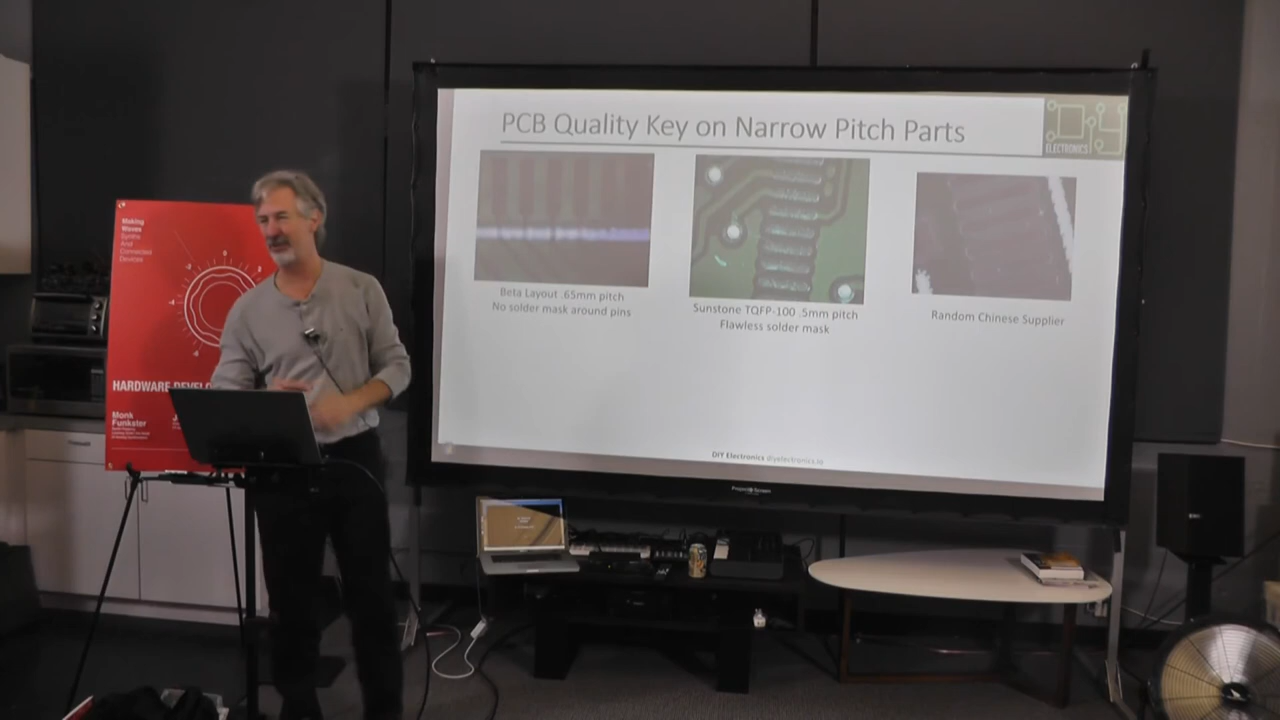 PCB Quality Key on Narrow Pitch Parts
ELECTRONICS
Beta Layout .65mm pitch
No solder mask around pins
Sunstone TQFP-100 .5mm pitch
Flawless solder mask
Random Chinese Supplier
DIY Electronics diyelectronics.io
Making
Waves
Synths
And
Connected
Devices
HARDWARE DEVELO
Monk
Funkster
J